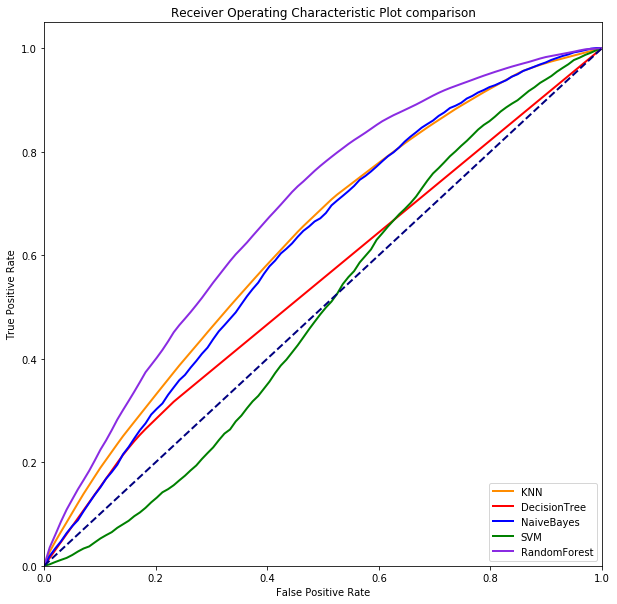 Receiver Operating Characteristic Plot comparison
1.0
0.8
0.6
0.4
0.2
0.0
True Positive Rate
KNN
DecisionTree
NaiveBayes
SVM
RandomForest
0.0 0.2 0.4 0.6 0.8 1.0
False Positive Rate